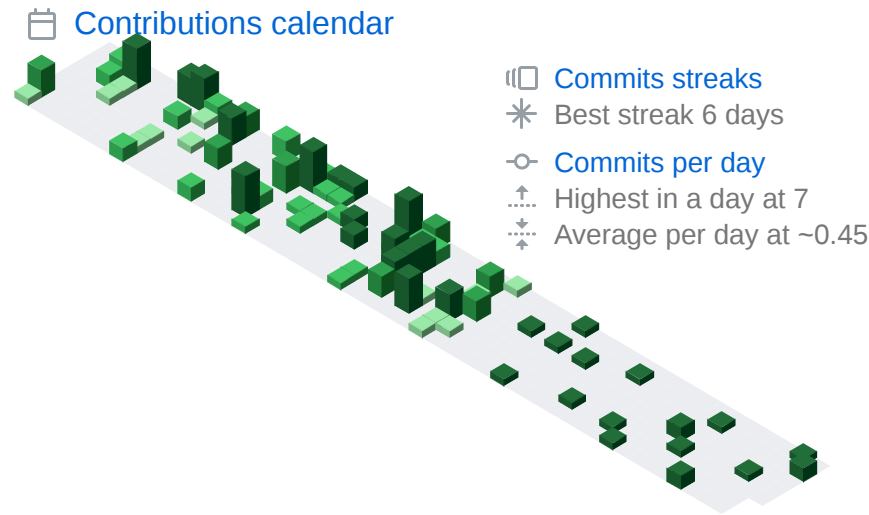 Contributions calendar
Commits streaks
Best streak 6 days
Commits per day
Highest in a day at 7
Average per day at ~0.45